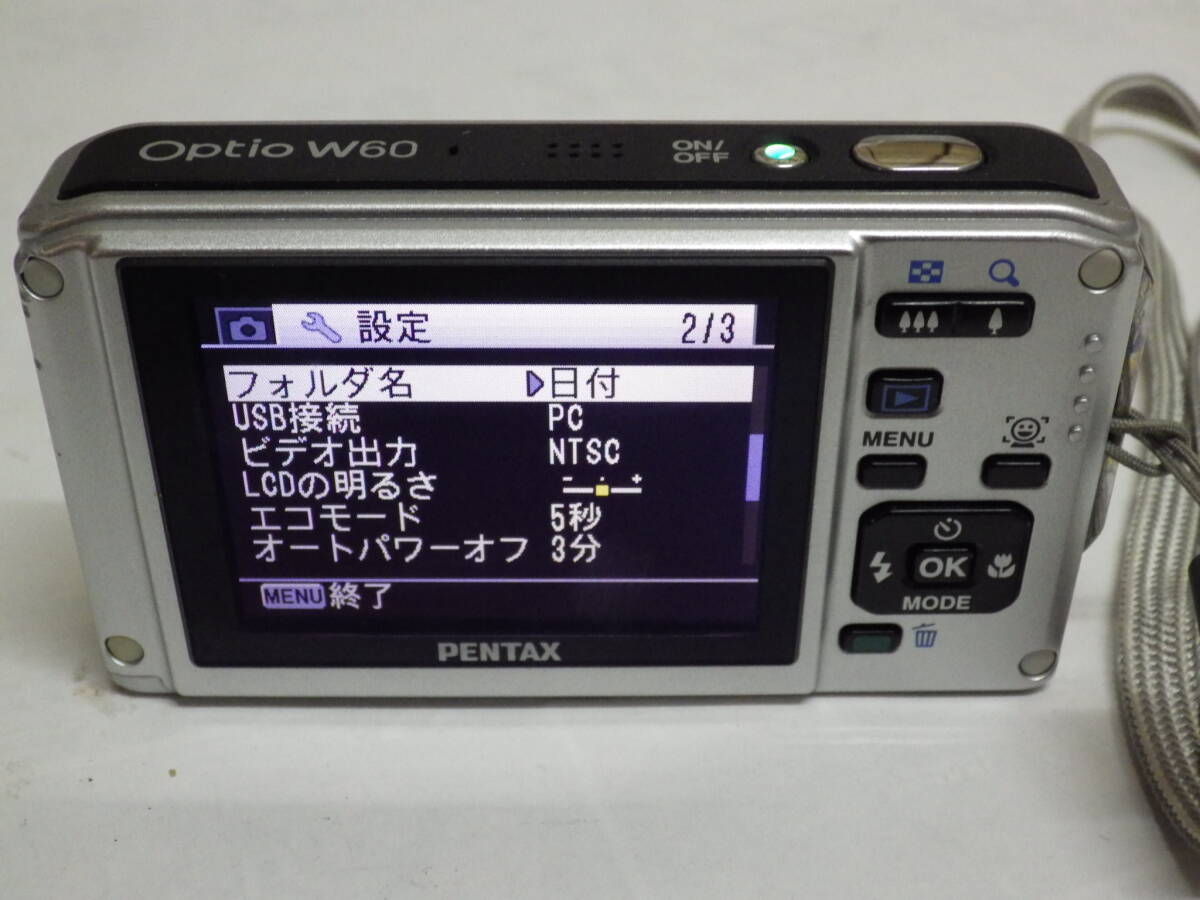 Optio W60
ON/
OFF
設定 2/3
フォルダ名 日付
USB接続 PC
ビデオ出力 NTSC
LCDの明るさ - +
エコモード 5秒
オートパワーオフ 3分
MENU 終了
PENTAX
MENU
OK
MODE